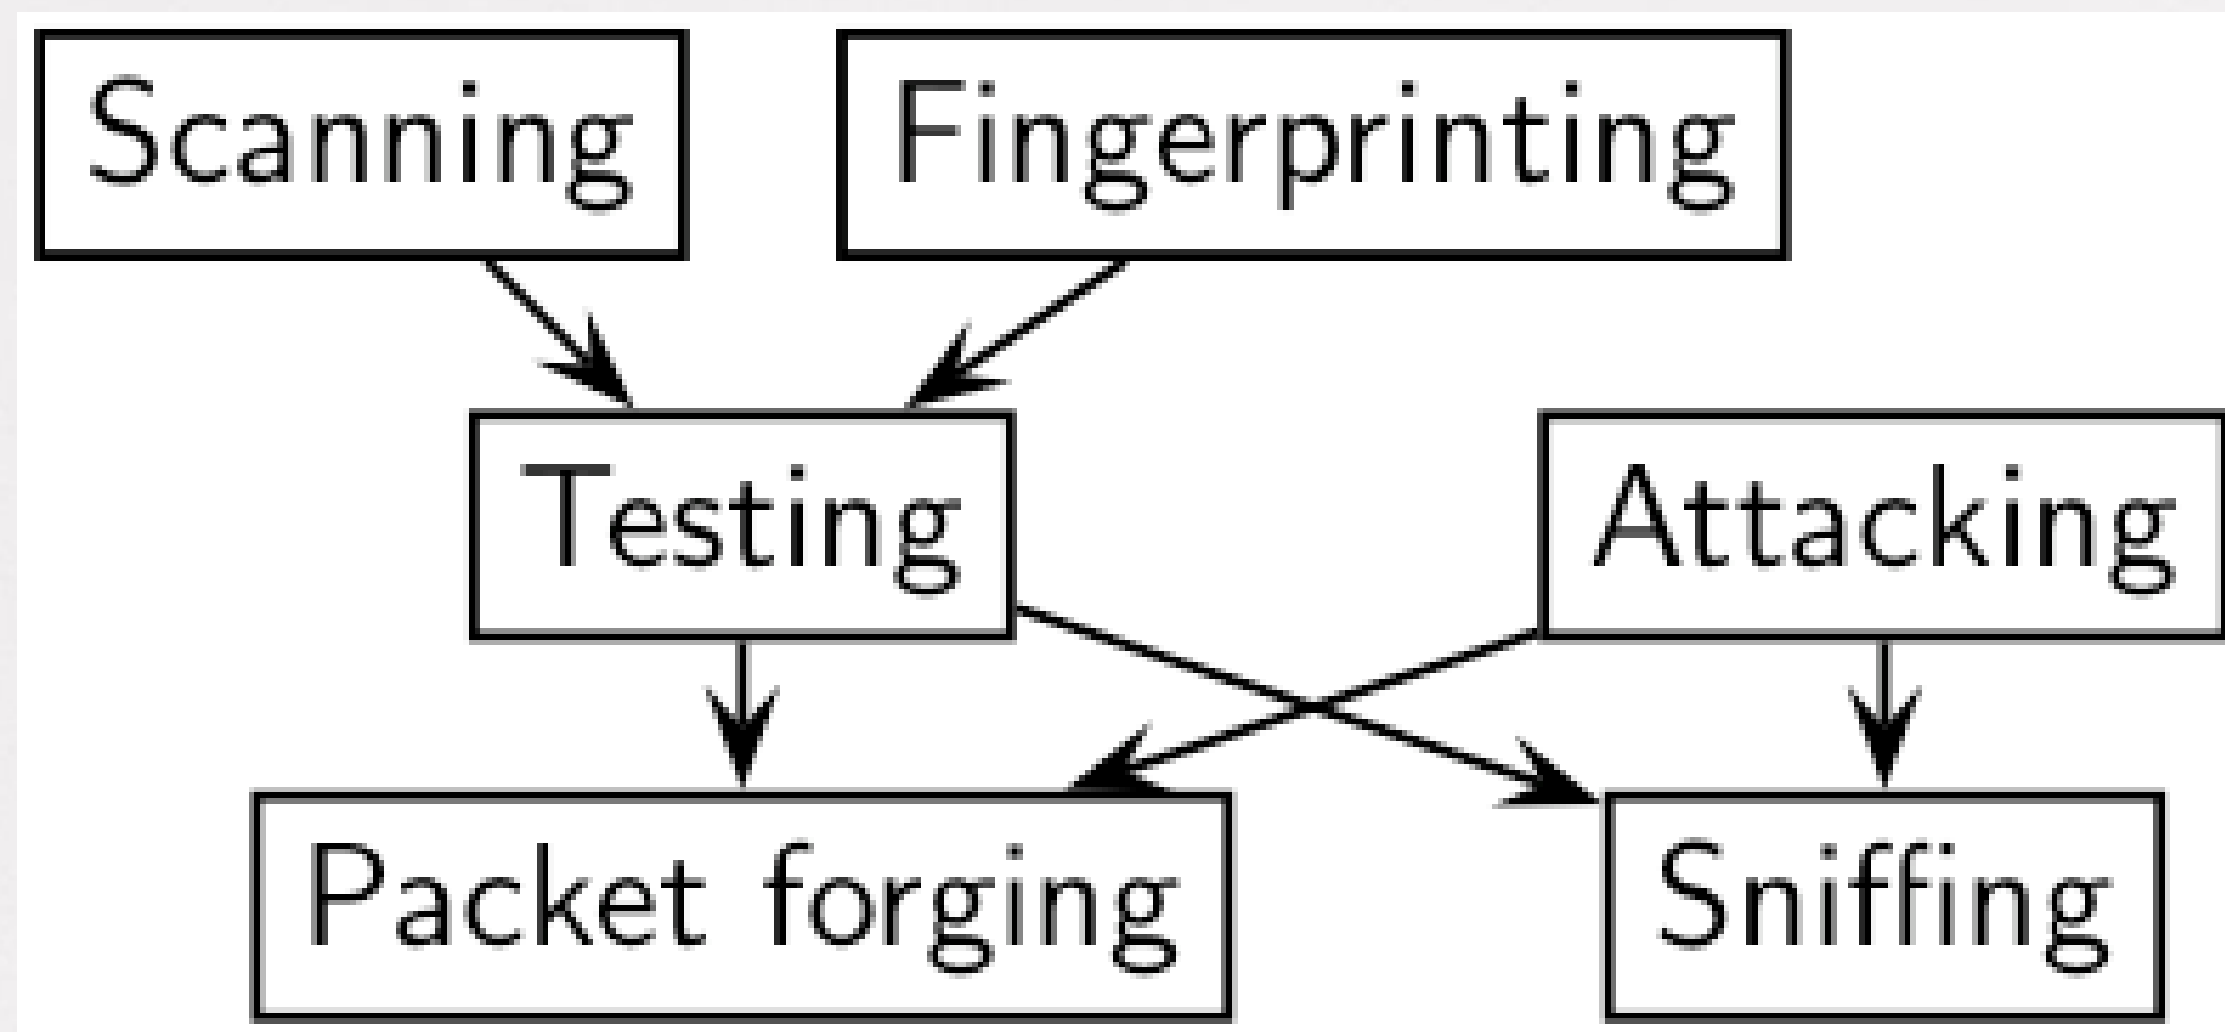 Scanning
Fingerprinting
Testing
Attacking
Packet forging
Sniffing